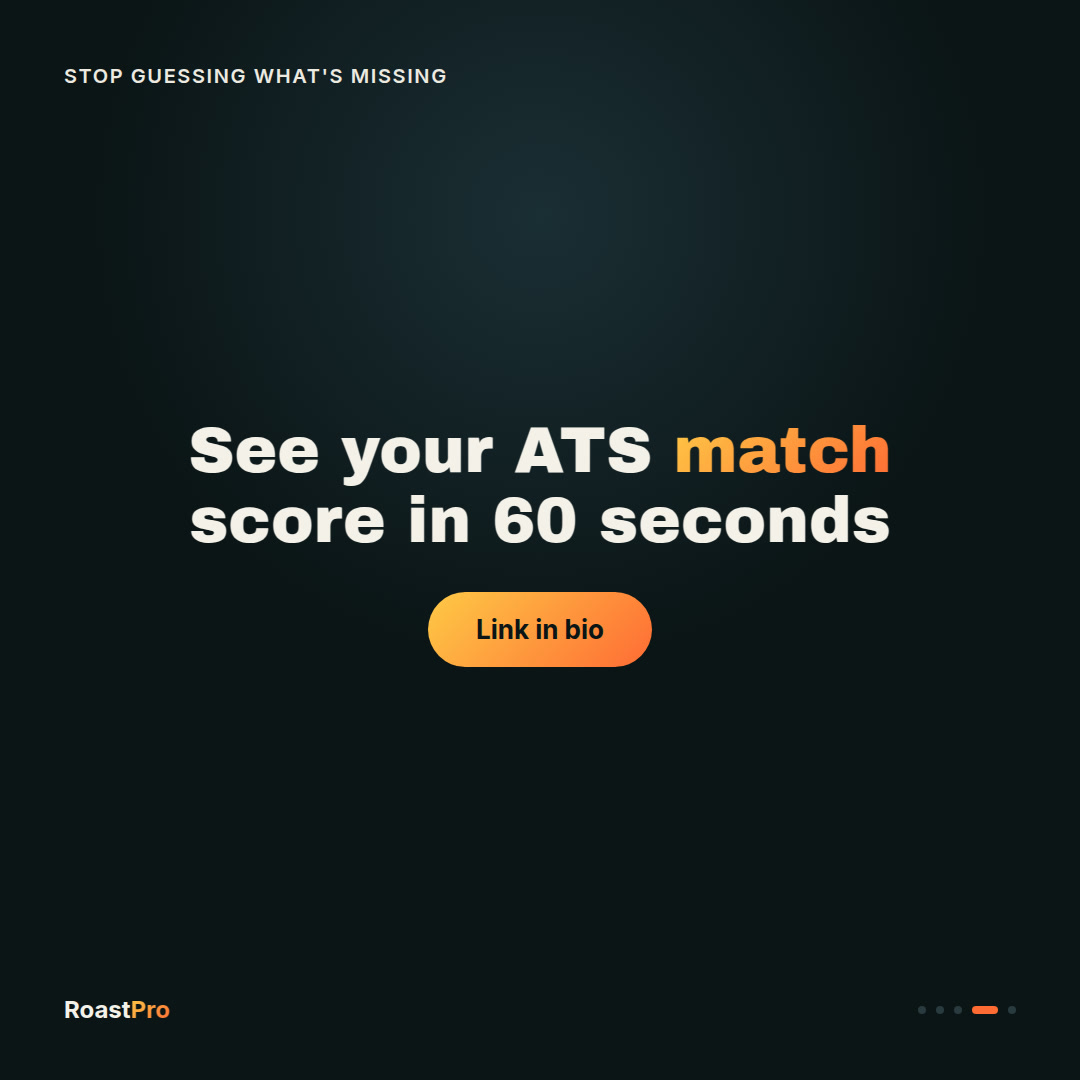 STOP GUESSING WHAT'S MISSING
See your ATS match
score in 60 seconds
Link in bio
RoastPro